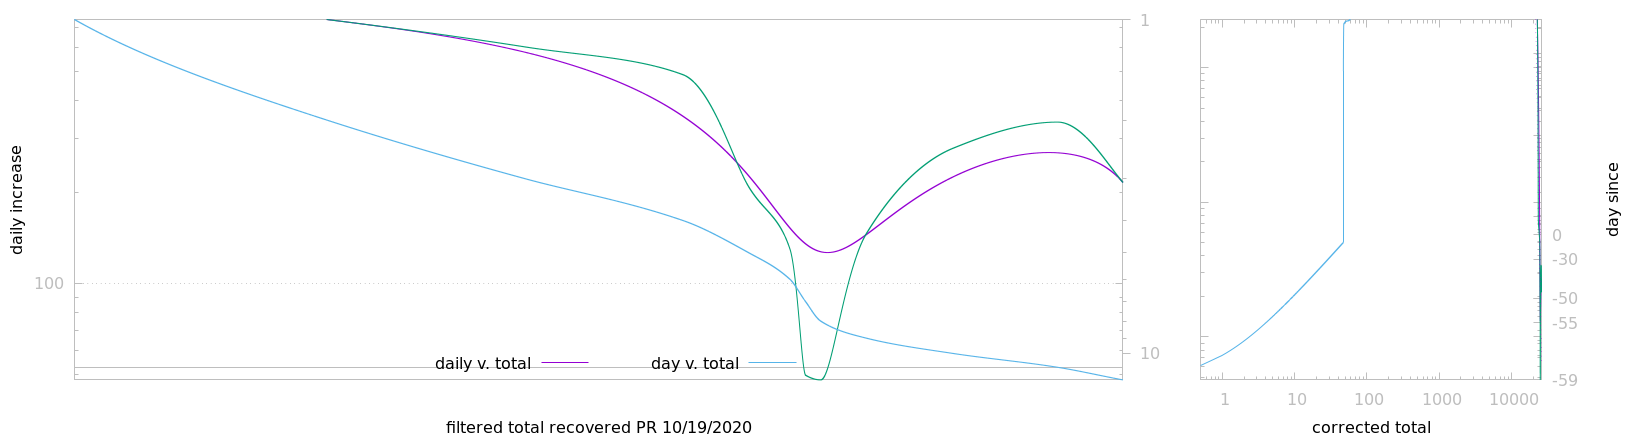 daily increase
100
1
10
daily v. total
day v. total
filtered total recovered PR 10/19/2020
0
-30
-50
-55
-59
day since
1
10
100
1000
10000
corrected total